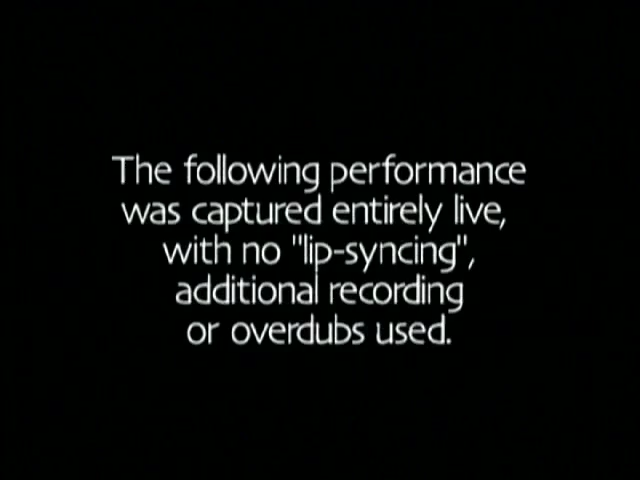 The following performance
was captured entirely live,
with no "lip-syncing",
additional recording
or overdubs used.